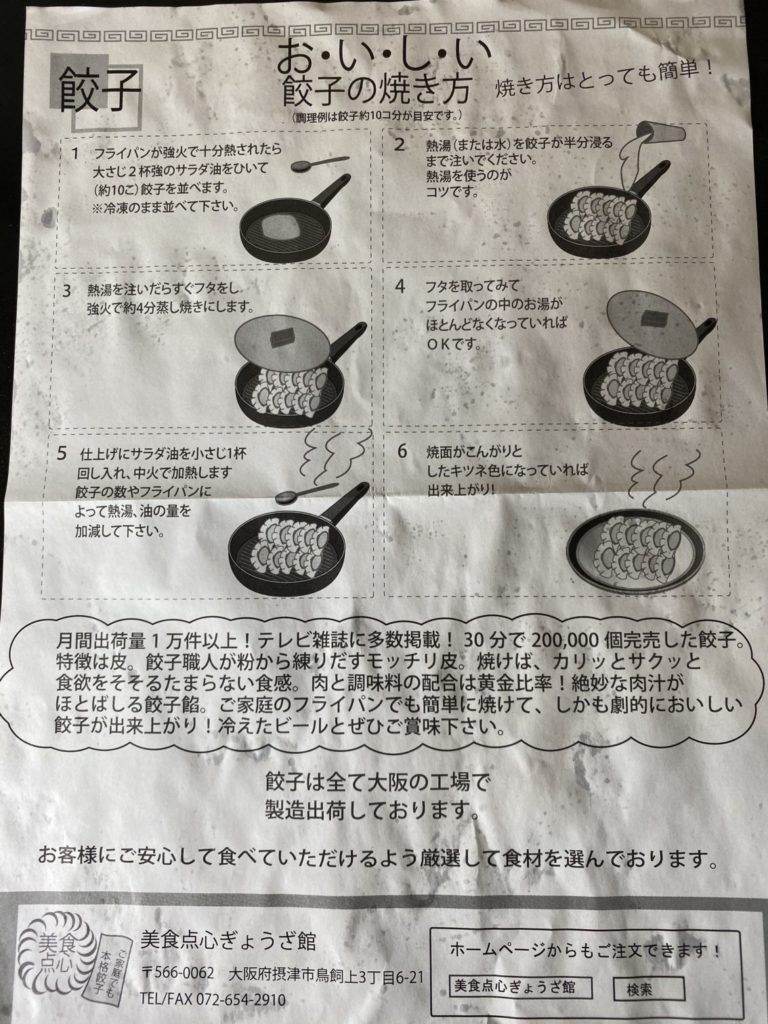 餃子
お・い・し・い
餃子の焼き方
焼き方はとっても簡単！
（調理例は餃子約10コ分が目安です。）
1 フライパンが強火で十分熱されたら
大さじ２杯強のサラダ油をひいて
（約10こ）餃子を並べます。
※冷凍のまま並べて下さい。
2 熱湯（または水）を餃子が半分浸る
まで注いでください。
熱湯を使うのが
コツです。
3 熱湯を注いだらすぐフタをし、
強火で約4分蒸し焼きにします。
4 フタを取ってみて
フライパンの中のお湯が
ほとんどなくなっていれば
ＯＫです。
5 仕上げにサラダ油を小さじ1杯
回し入れ、中火で加熱します
餃子の数やフライパンに
よって熱湯、油の量を
加減して下さい。
6 焼面がこんがりと
したキツネ色になっていれば
出来上がり！
月間出荷量１万件以上！テレビ雑誌に多数掲載！30分で200,000個完売した餃子。
特徴は皮。餃子職人が粉から練りだすモッチリ皮。焼けば、カリッとサクッと
食欲をそそるたまらない食感。肉と調味料の配合は黄金比率！絶妙な肉汁が
ほとばしる餃子餡。ご家庭のフライパンでも簡単に焼けて、しかも劇的においしい
餃子が出来上がり！冷えたビールとぜひご賞味下さい。
餃子は全て大阪の工場で
製造出荷しております。
お客様にご安心して食べていただけるよう厳選して食材を選んでおります。
美食
点心
ご家庭でも
本格餃子
美食点心ぎょうざ館
〒566-0062 大阪府摂津市鳥飼上3丁目6-21
TEL/FAX 072-654-2910
ホームページからもご注文できます！
美食点心ぎょうざ館 検索